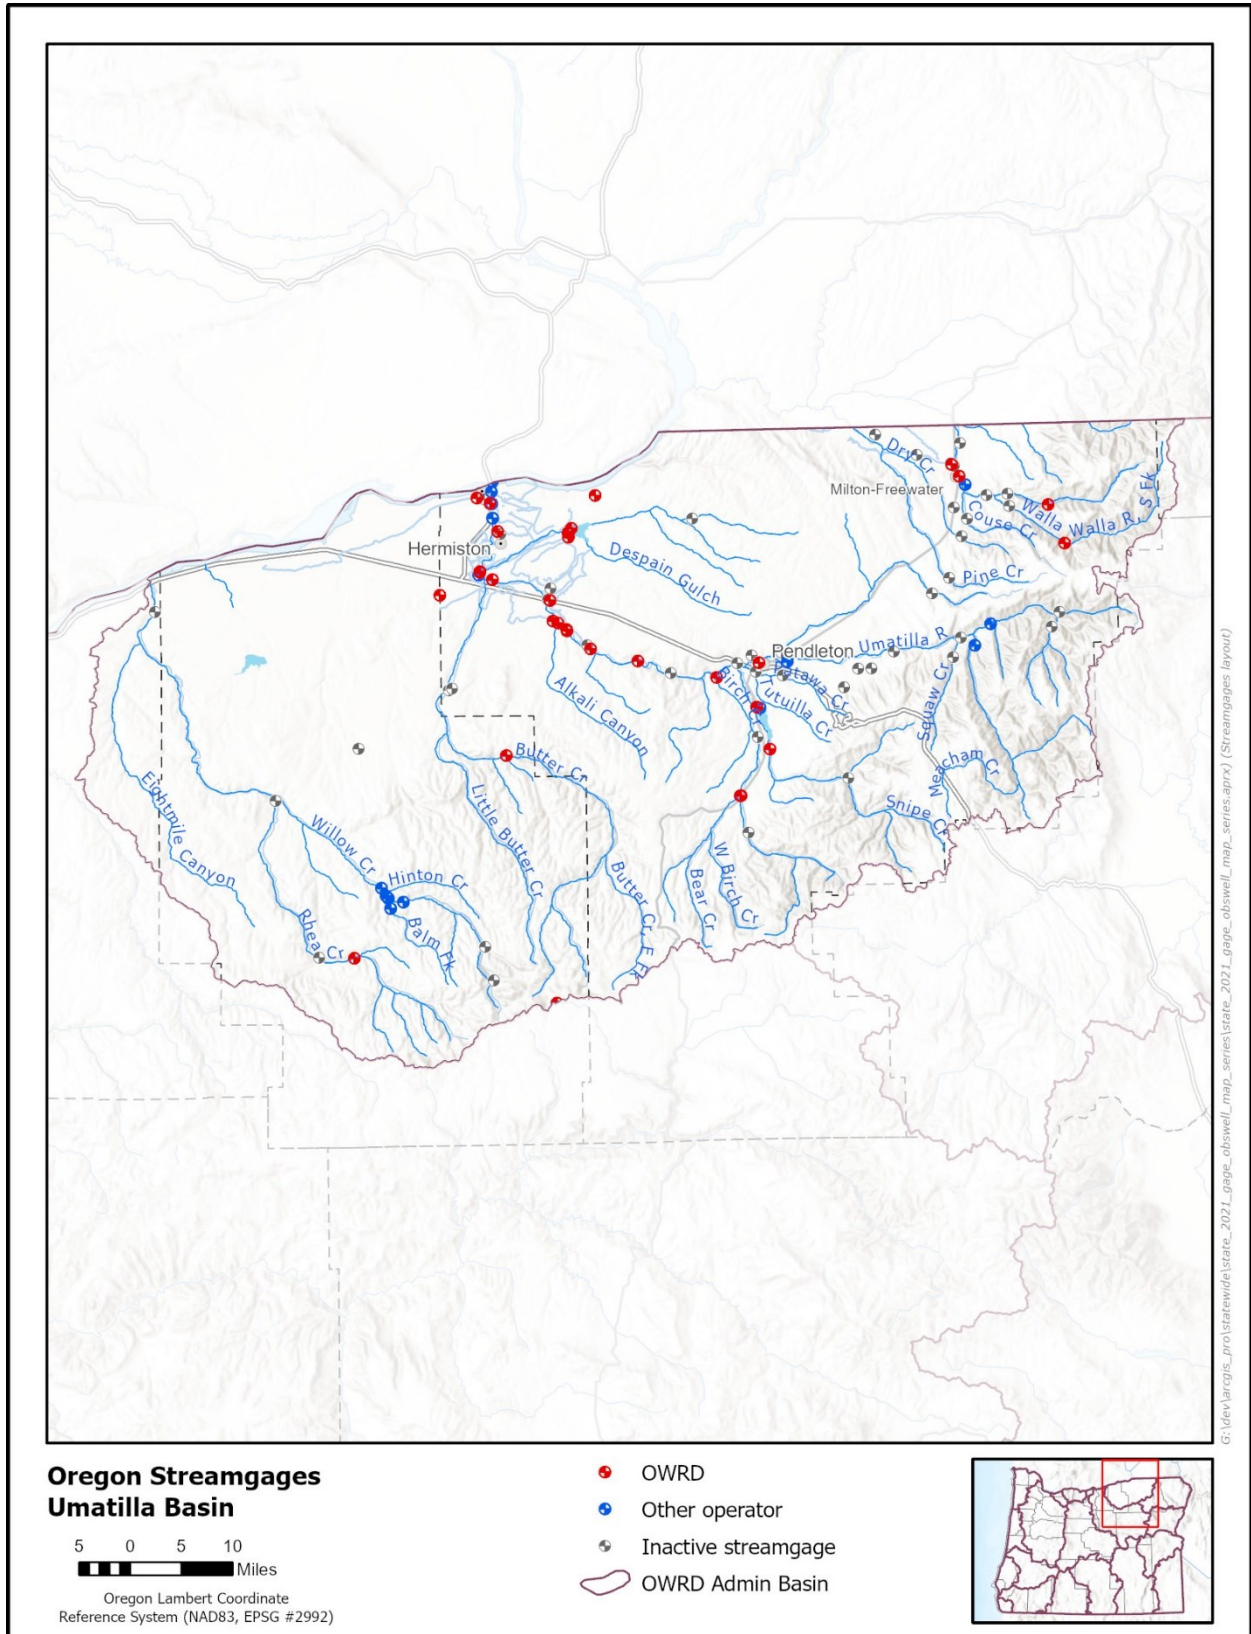 Dry Cr
Milton-Freewater
Couse Cr
Walla Walla R, S Fk
Hermiston
Despain Gulch
Pine Cr
Umatilla R
Pendleton
Patawa Cr
Birch Cr
Tutuilla Cr
Alkali Canyon
Squaw Cr
Meacham Cr
Butter Cr
Snipe Cr
Eightmile Canyon
Little Butter Cr
Willow Cr
Hinton Cr
W Birch Cr
Bear Cr
Butter Cr, E Fk
Rhea Cr
Balm Fk
G:\dev\arcgis_pro\statewide\state_2021_gage_obswell_map_series\state_2021_gage_obswell_map_series.aprx) (Streamgages layout)
Oregon Streamgages
Umatilla Basin
5 0 5 10
Miles
Oregon Lambert Coordinate
Reference System (NAD83, EPSG #2992)
OWRD
Other operator
Inactive streamgage
OWRD Admin Basin